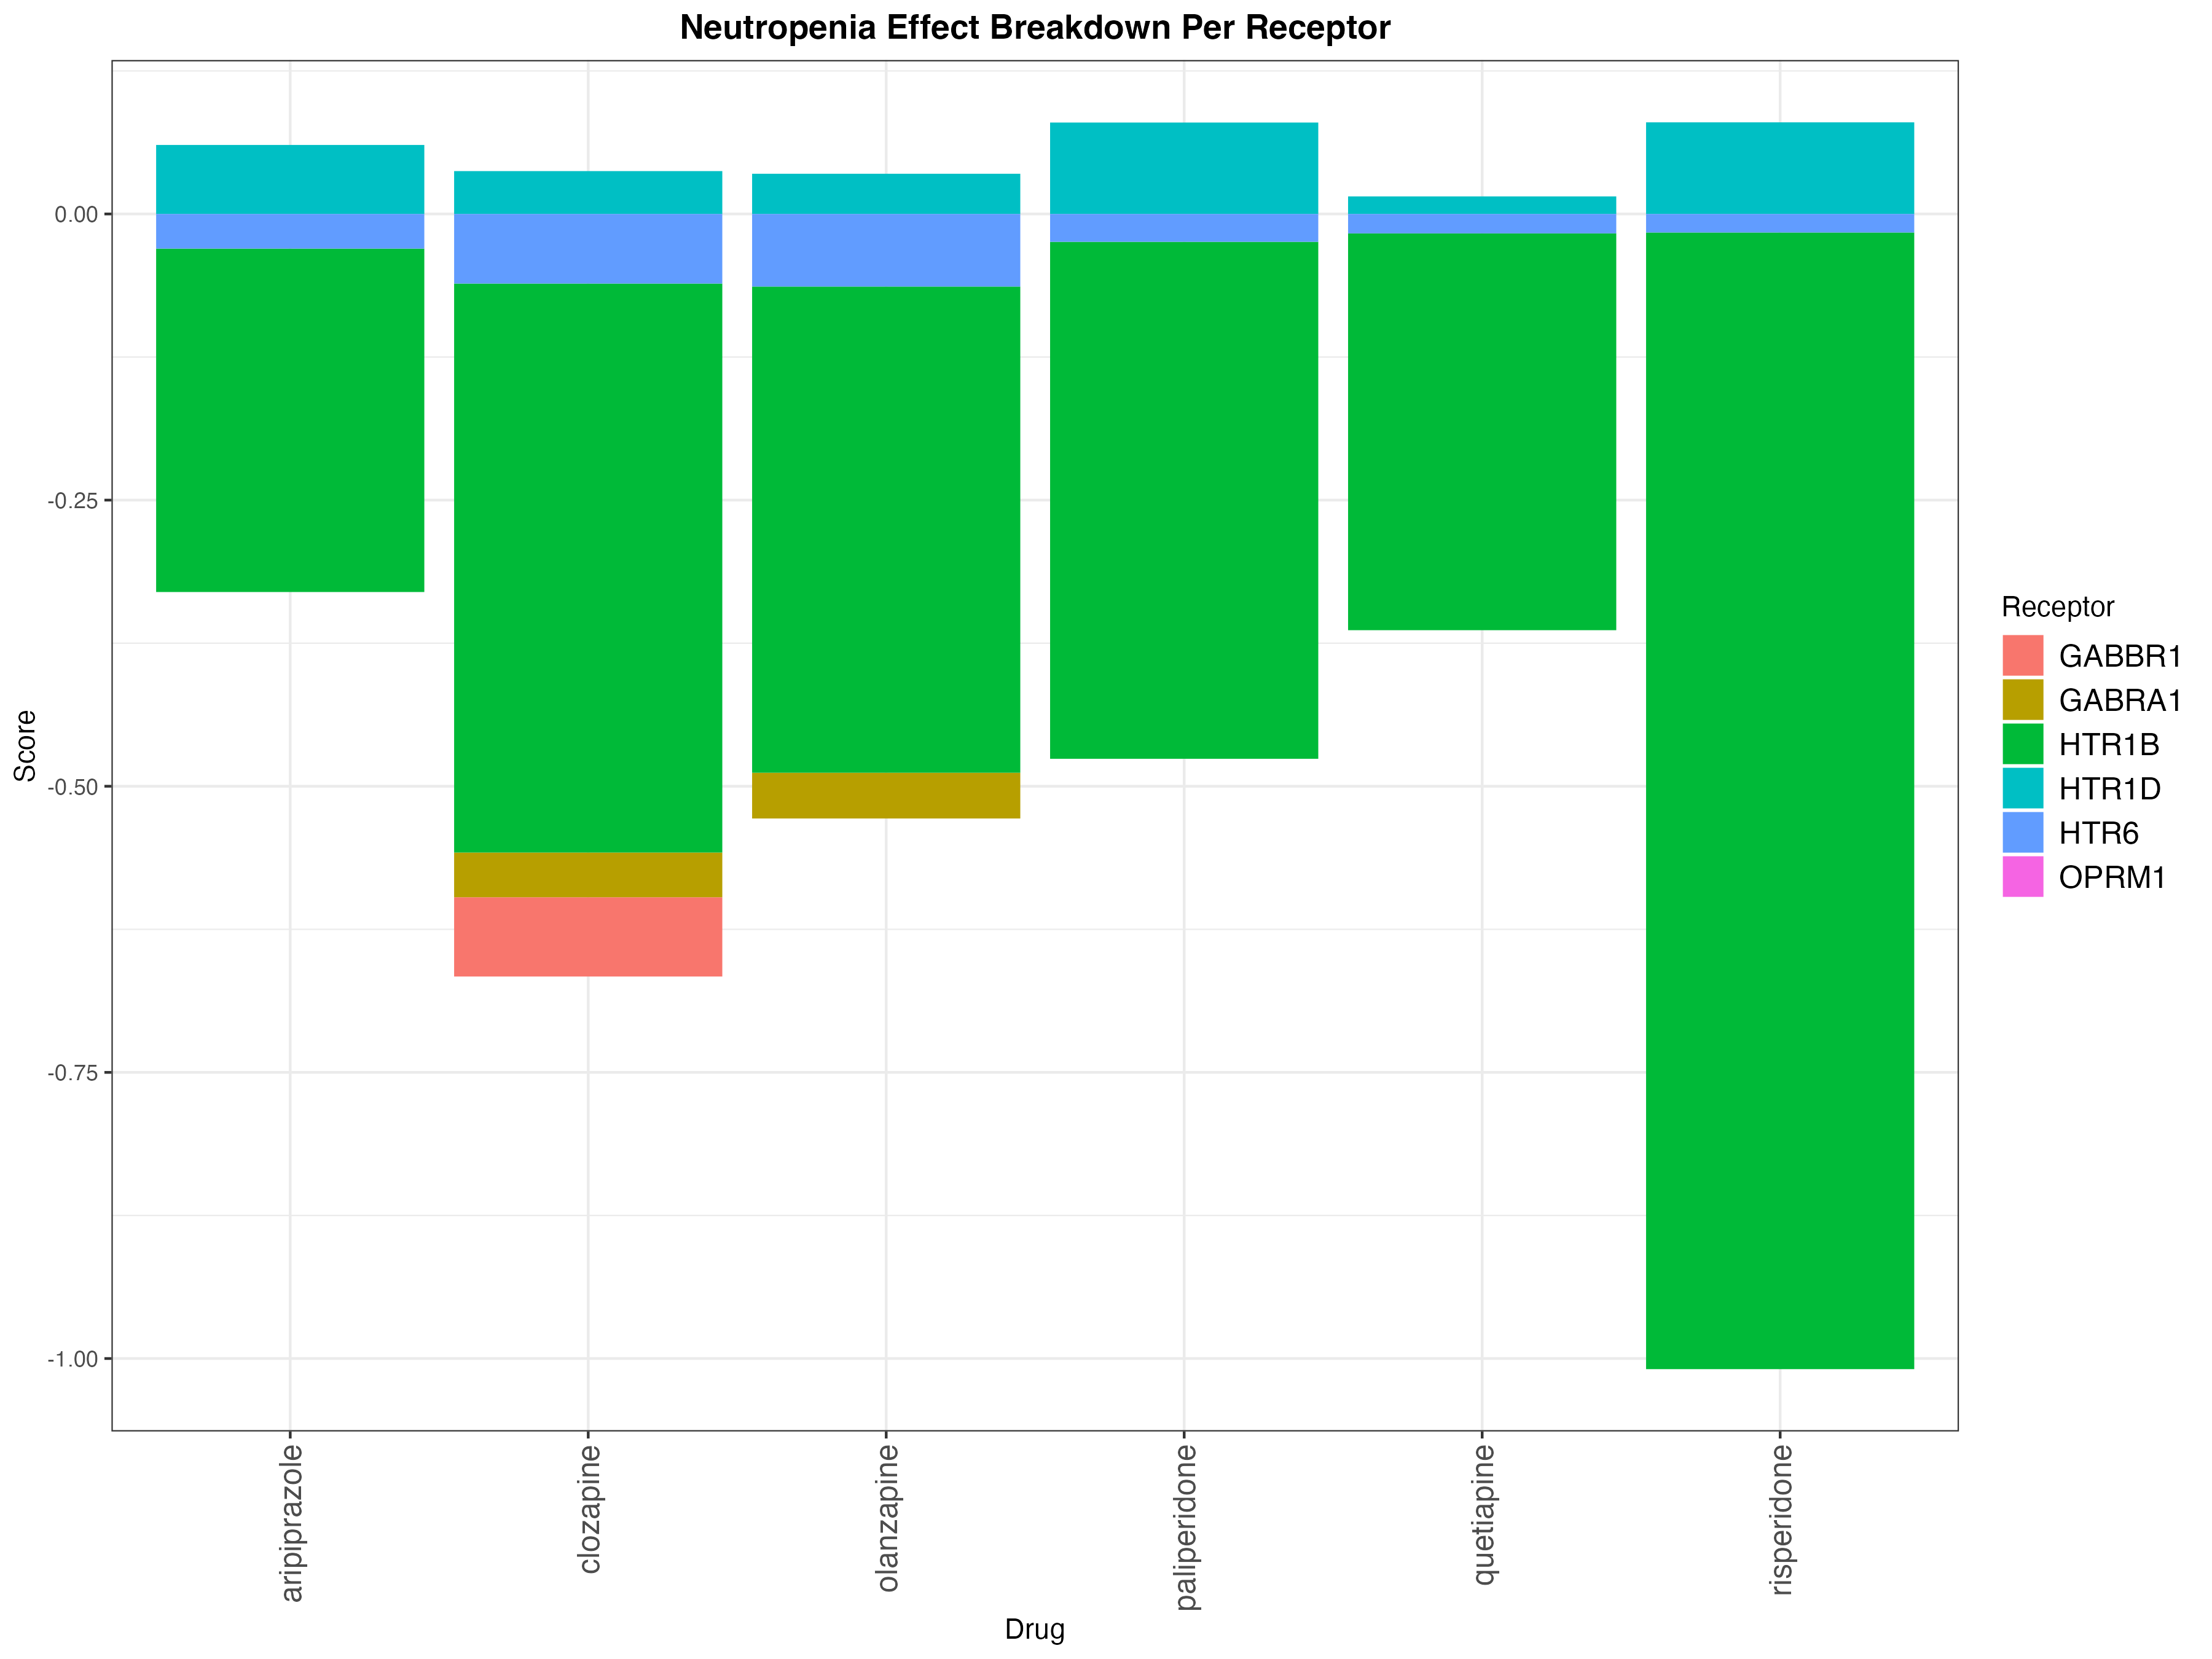 Neutropenia Effect Breakdown Per Receptor
0.00
-0.25
-0.50
-0.75
-1.00
Score
aripiprazole
clozapine
olanzapine
paliperidone
quetiapine
risperidone
Drug
Receptor
GABBR1
GABRA1
HTR1B
HTR1D
HTR6
OPRM1